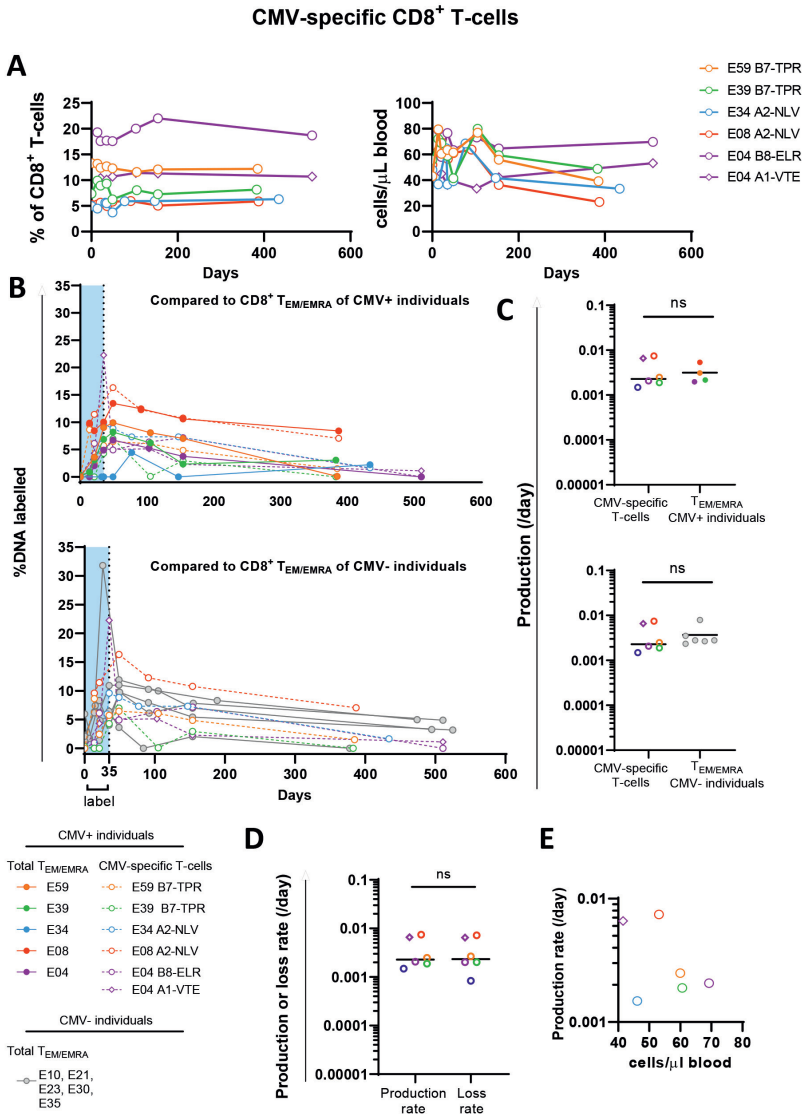 CMV-specific CD8+ T-cells
A
% of CD8+ T-cells
25
20
15
10
5
0
0 200 400 600
Days
cells/μL blood
100
80
60
40
20
0
0 200 400 600
Days
E59 B7-TPR
E39 B7-TPR
E34 A2-NLV
E08 A2-NLV
E04 B8-ELR
E04 A1-VTE
B
%DNA labelled
Compared to CD8+ TEM/EMRA of CMV+ individuals
35
30
25
20
15
10
5
0
0 100 200 300 400 500 600
Compared to CD8+ TEM/EMRA of CMV- individuals
35
30
25
20
15
10
5
0
0 35 100 200 300 400 500 600
label
Days
C
Production (/day)
ns
0.1
0.01
0.001
0.0001
0.00001
CMV-specific T-cells
TEM/EMRA CMV+ individuals
ns
0.1
0.01
0.001
0.0001
0.00001
CMV-specific T-cells
TEM/EMRA CMV- individuals
CMV+ individuals
Total TEM/EMRA CMV-specific T-cells
E59 E59 B7-TPR
E39 E39 B7-TPR
E34 E34 A2-NLV
E08 E08 A2-NLV
E04 E04 B8-ELR
E04 A1-VTE
CMV- individuals
Total TEM/EMRA
E10, E21,
E23, E30,
E35
D
Production or loss rate (/day)
ns
0.1
0.01
0.001
0.0001
0.00001
Production rate
Loss rate
E
Production rate (/day)
0.01
0.001
40 50 60 70 80
cells/μl blood